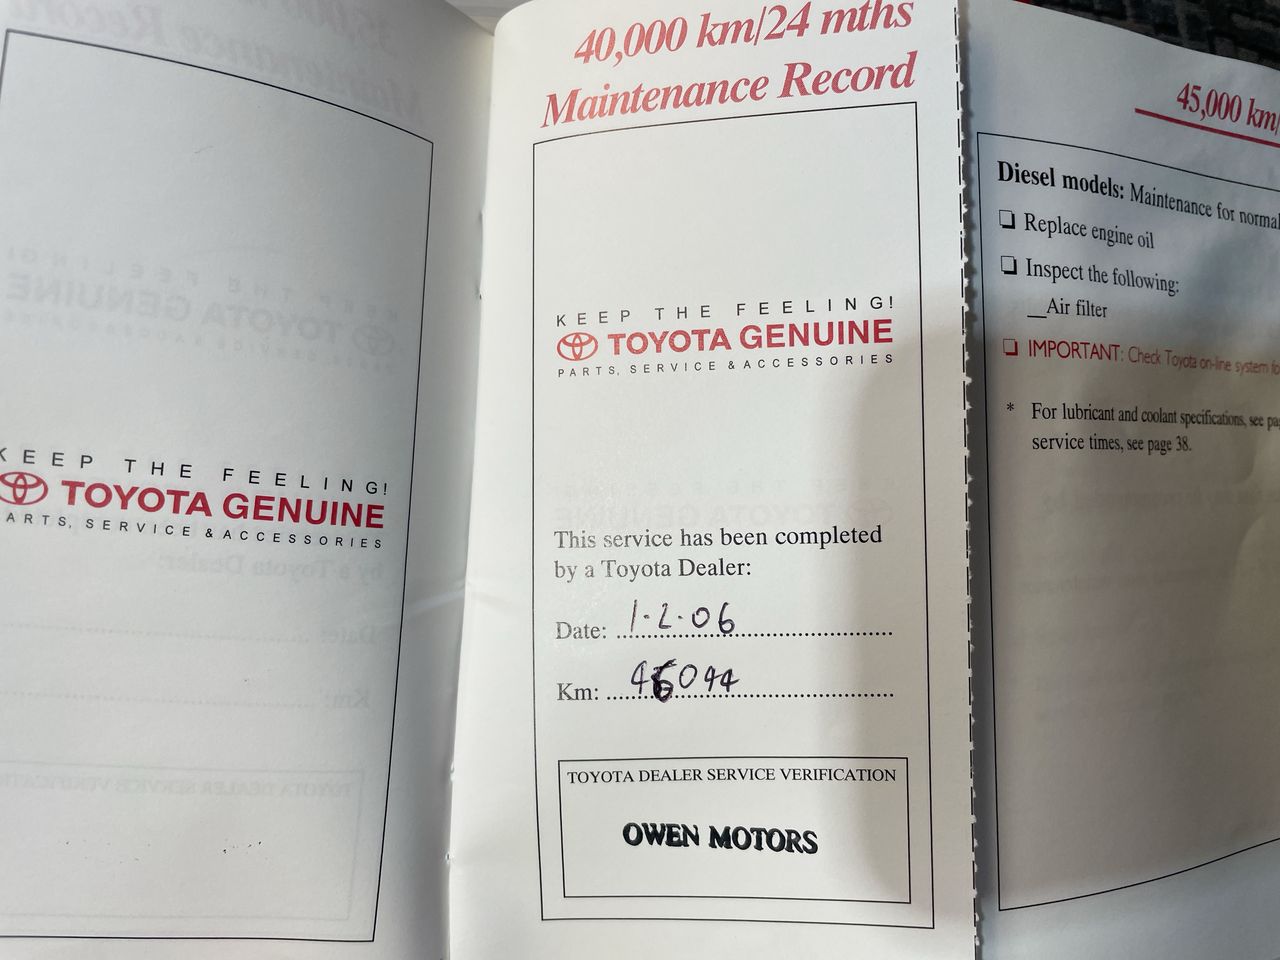 KEEP THE FEELING!
TOYOTA GENUINE
PARTS, SERVICE & ACCESSORIES
40,000 km/24 mths
Maintenance Record
KEEP THE FEELING!
TOYOTA GENUINE
PARTS, SERVICE & ACCESSORIES
This service has been completed
by a Toyota Dealer:
Date: 1.2.06
Km:
TOYOTA DEALER SERVICE VERIFICATION
OWEN MOTORS
45,000 km/
Diesel models: Maintenance for normal
❏ Replace engine oil
❏ Inspect the following:
__Air filter
❏ IMPORTANT: Check Toyota on-line system
* For lubricant and coolant specifications, see
service times, see page 38.